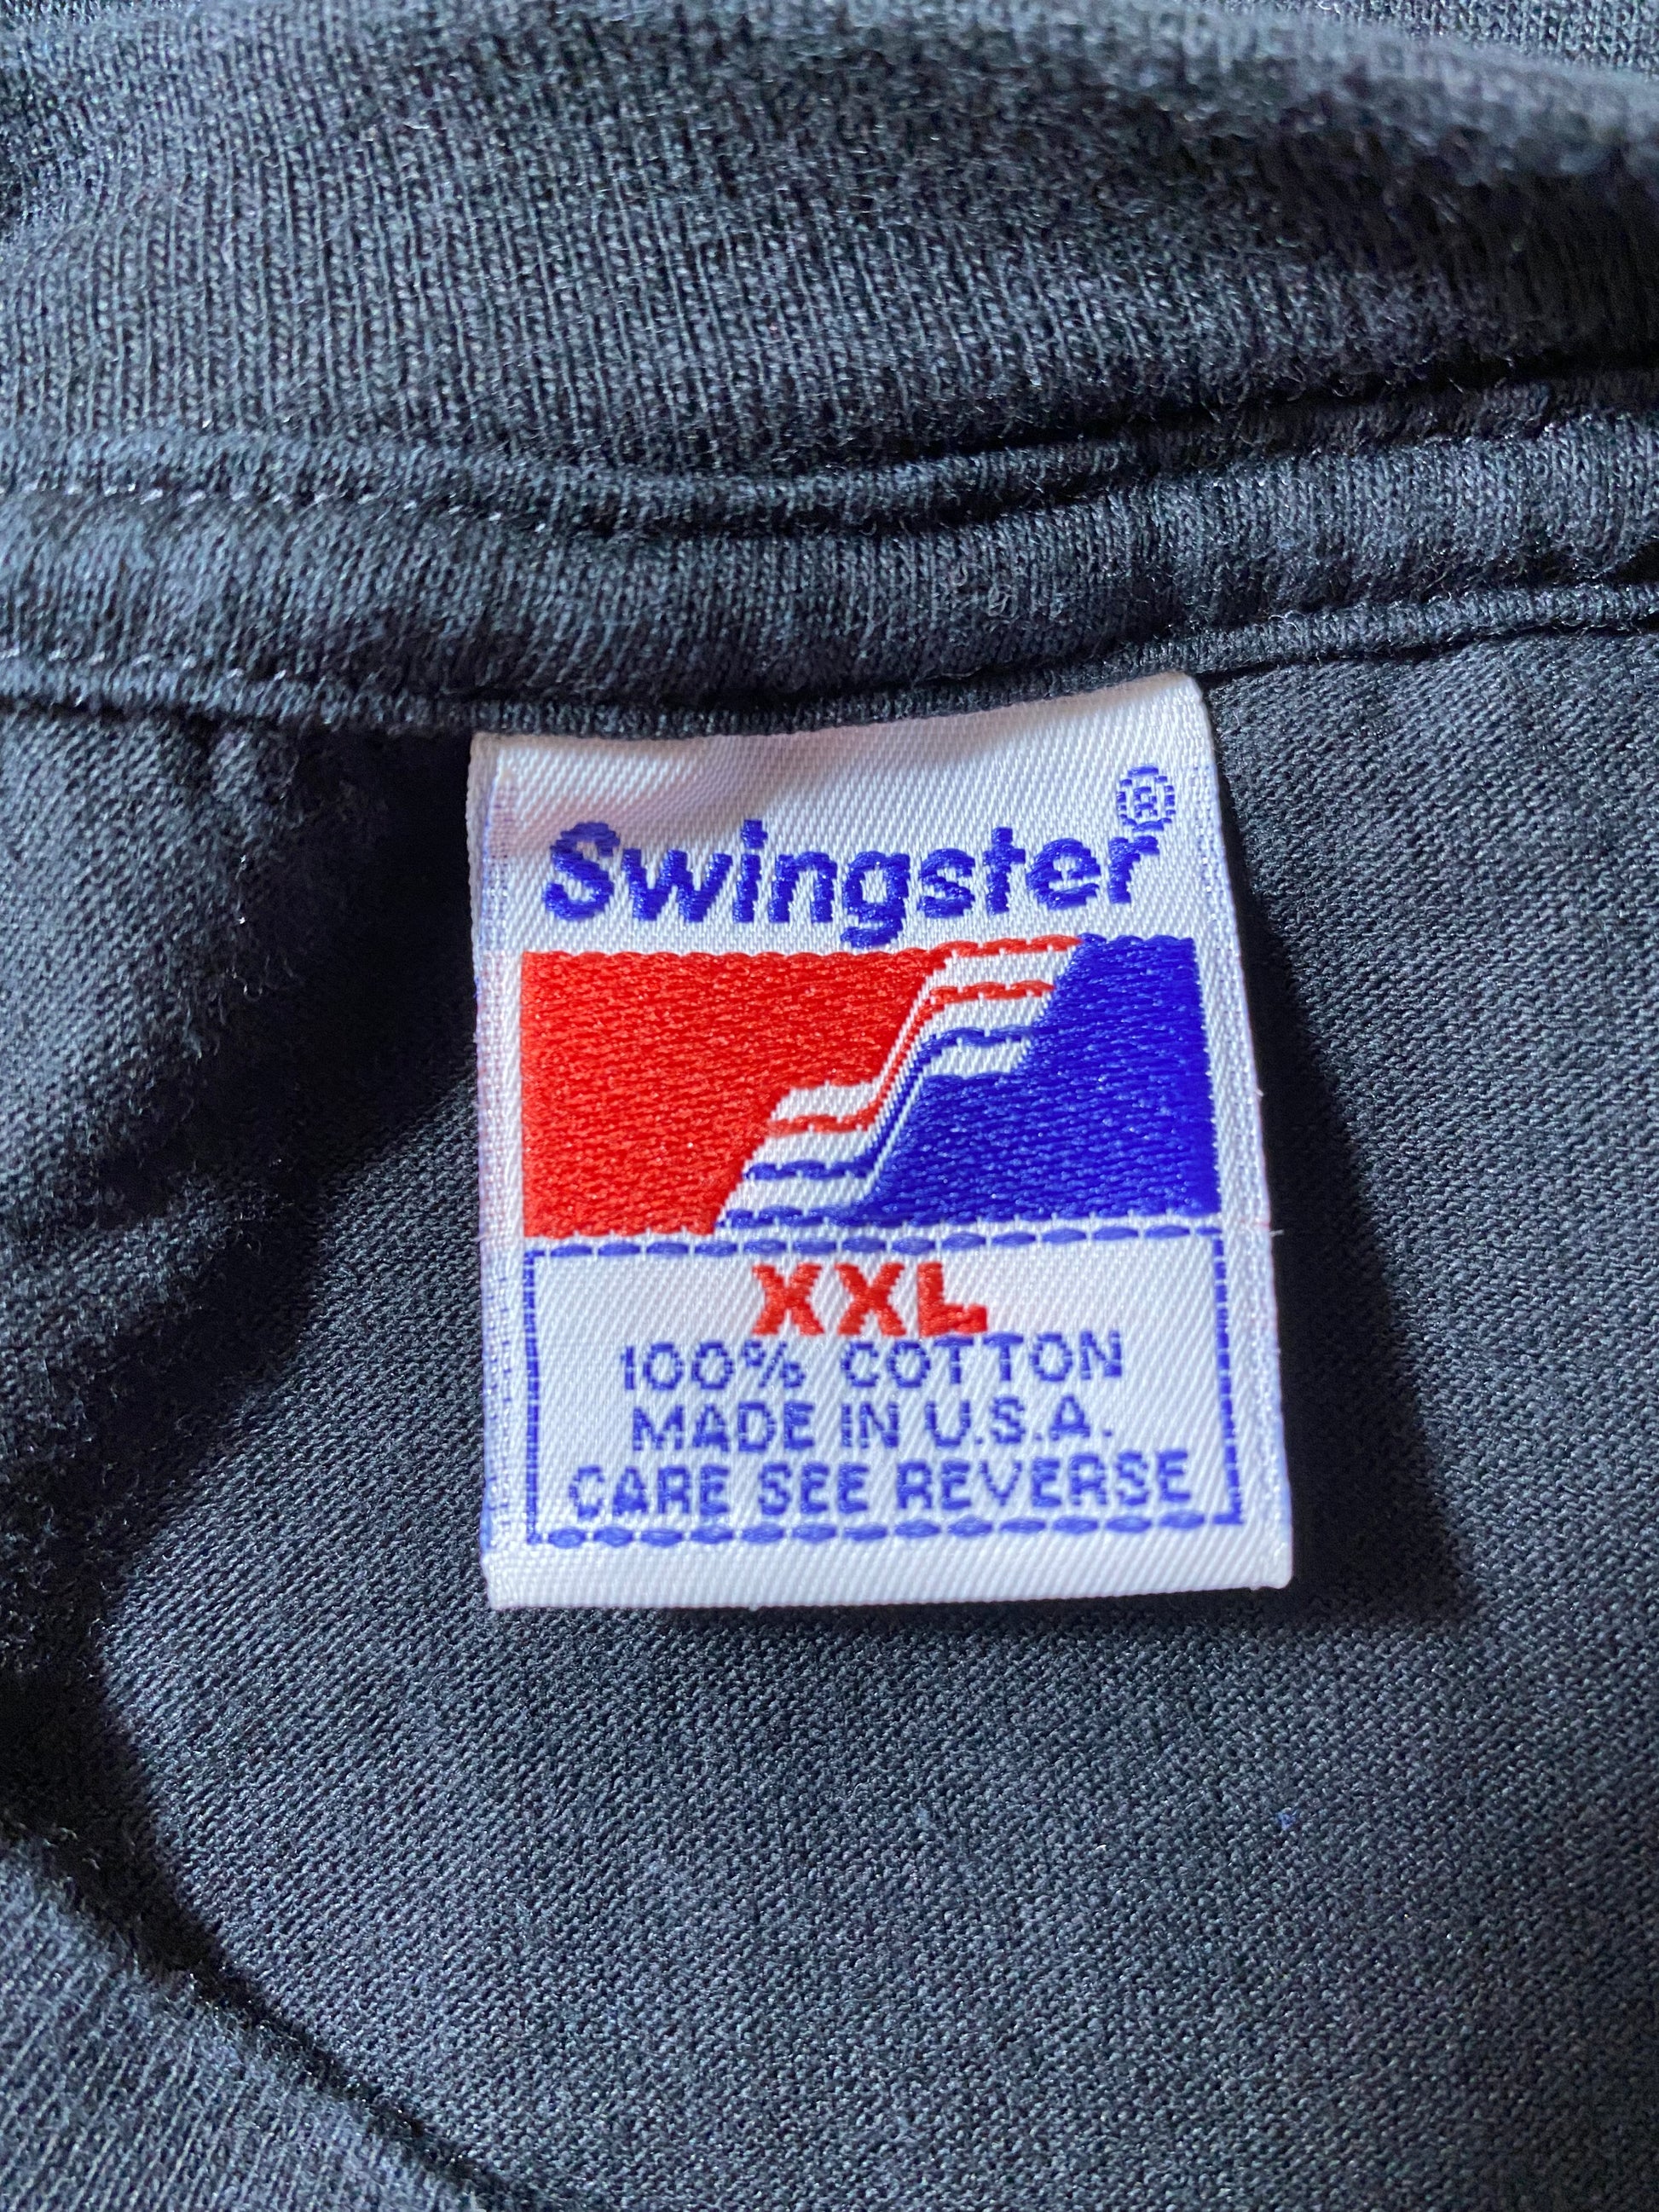 Swingster®
XXL
100% COTTON
MADE IN U.S.A.
CARE SEE REVERSE